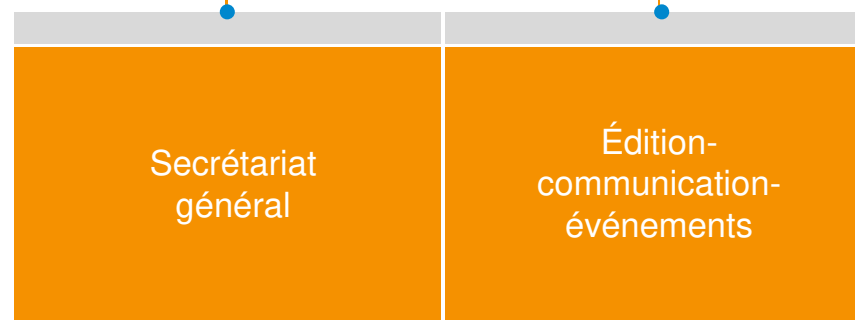 Secrétariat
général
Édition-
communication-
événements